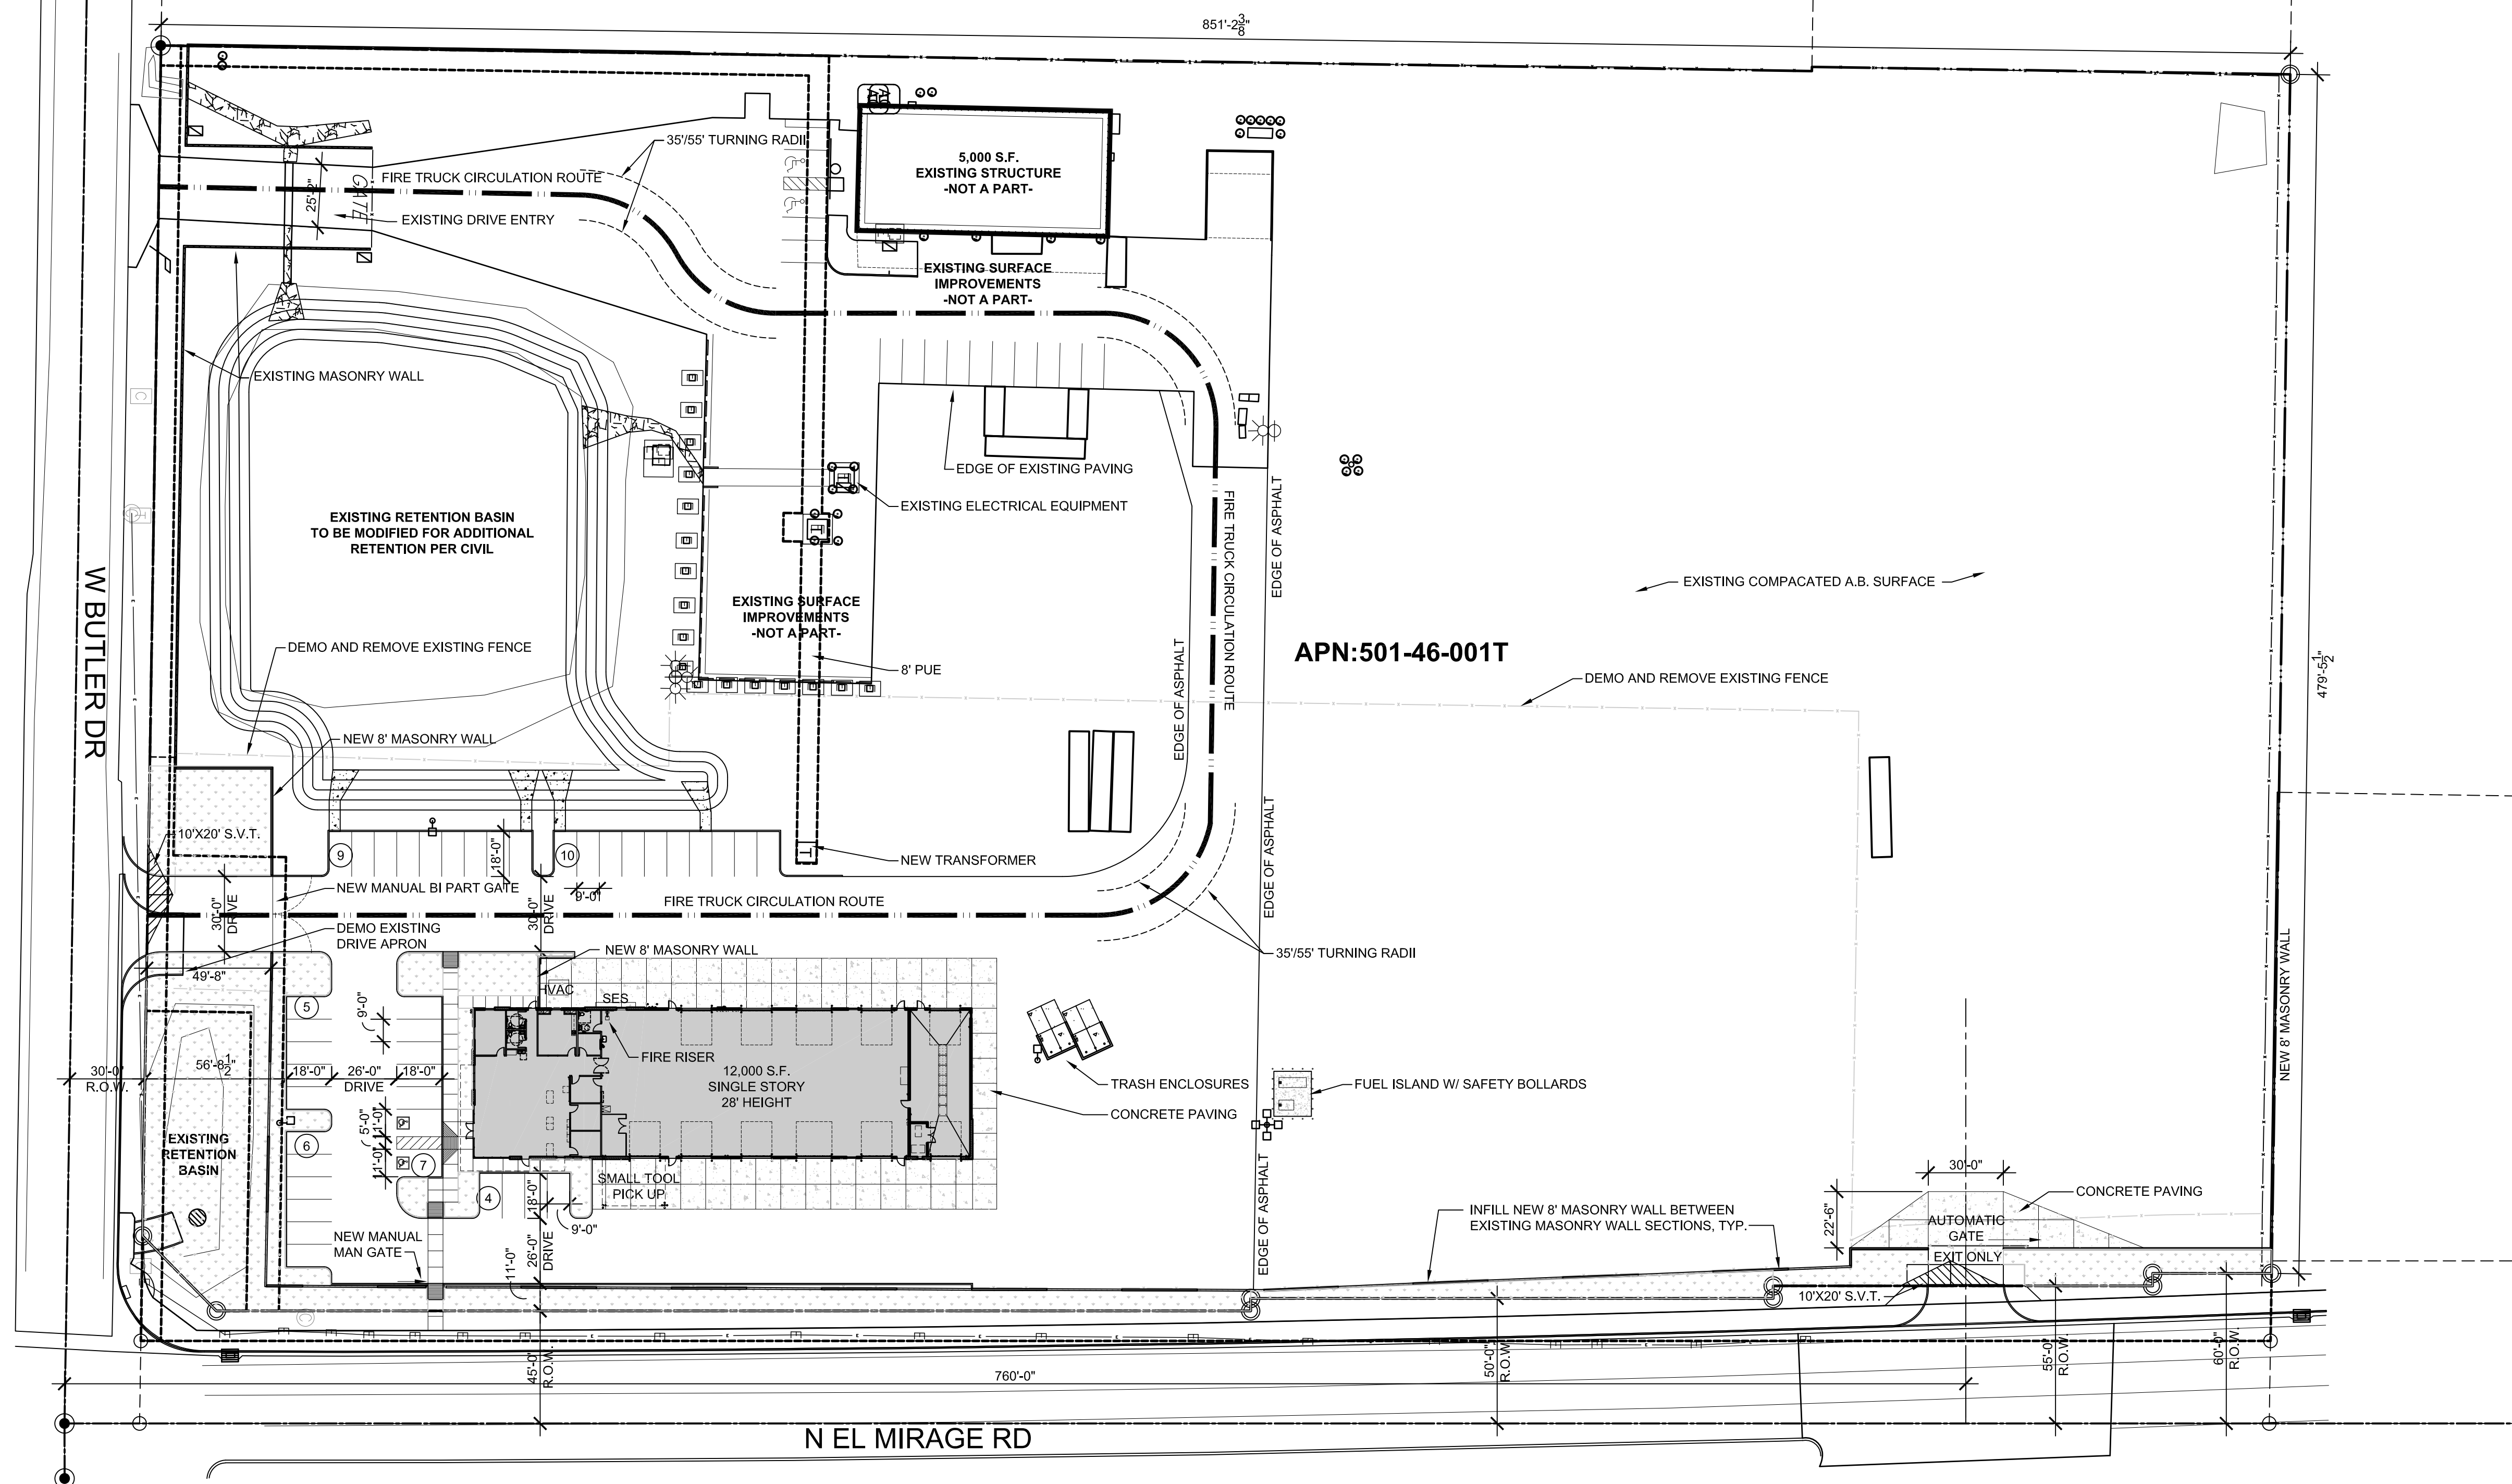 851'-2 3/8"
35'/55' TURNING RADII
5,000 S.F.
EXISTING STRUCTURE
-NOT A PART-
FIRE TRUCK CIRCULATION ROUTE
GATE
25'-2"
EXISTING DRIVE ENTRY
EXISTING SURFACE
IMPROVEMENTS
-NOT A PART-
EXISTING MASONRY WALL
C
EDGE OF EXISTING PAVING
EXISTING ELECTRICAL EQUIPMENT
T
T
EXISTING RETENTION BASIN
TO BE MODIFIED FOR ADDITIONAL
RETENTION PER CIVIL
FIRE TRUCK CIRCULATION ROUTE
EDGE OF ASPHALT
W BUTLER DR
EXISTING SURFACE
IMPROVEMENTS
-NOT A PART-
EXISTING COMPACATED A.B. SURFACE
DEMO AND REMOVE EXISTING FENCE
8' PUE
APN:501-46-001T
DEMO AND REMOVE EXISTING FENCE
479'-5 1/2"
EDGE OF ASPHALT
NEW 8' MASONRY WALL
10'X20' S.V.T.
9
18'-0"
10
T
NEW TRANSFORMER
EDGE OF ASPHALT
NEW MANUAL BI PART GATE
9'-0"
30'-0"
DRIVE
30'-0"
DRIVE
FIRE TRUCK CIRCULATION ROUTE
DEMO EXISTING
DRIVE APRON
NEW 8' MASONRY WALL
35'/55' TURNING RADII
NEW 8' MASONRY WALL
49'-8"
HVAC
SES
5
9'-0"
FIRE RISER
12,000 S.F.
SINGLE STORY
28' HEIGHT
30'-0"
R.O.W.
56'-8 1/2"
18'-0"
26'-0"
DRIVE
18'-0"
TRASH ENCLOSURES
FUEL ISLAND W/ SAFETY BOLLARDS
CONCRETE PAVING
EXISTING
RETENTION
BASIN
6
5'-0"
11'-0"
11'-0"
7
4
SMALL TOOL
PICK UP
18'-0"
9'-0"
EDGE OF ASPHALT
30'-0"
CONCRETE PAVING
22'-6"
INFILL NEW 8' MASONRY WALL BETWEEN
EXISTING MASONRY WALL SECTIONS, TYP.
AUTOMATIC
GATE
EXIT ONLY
NEW MANUAL
MAN GATE
11'-0"
26'-0"
DRIVE
10'X20' S.V.T.
C
45'-0"
R.O.W.
50'-0"
R.O.W.
55'-0"
R.O.W.
60'-0"
R.O.W.
760'-0"
N EL MIRAGE RD